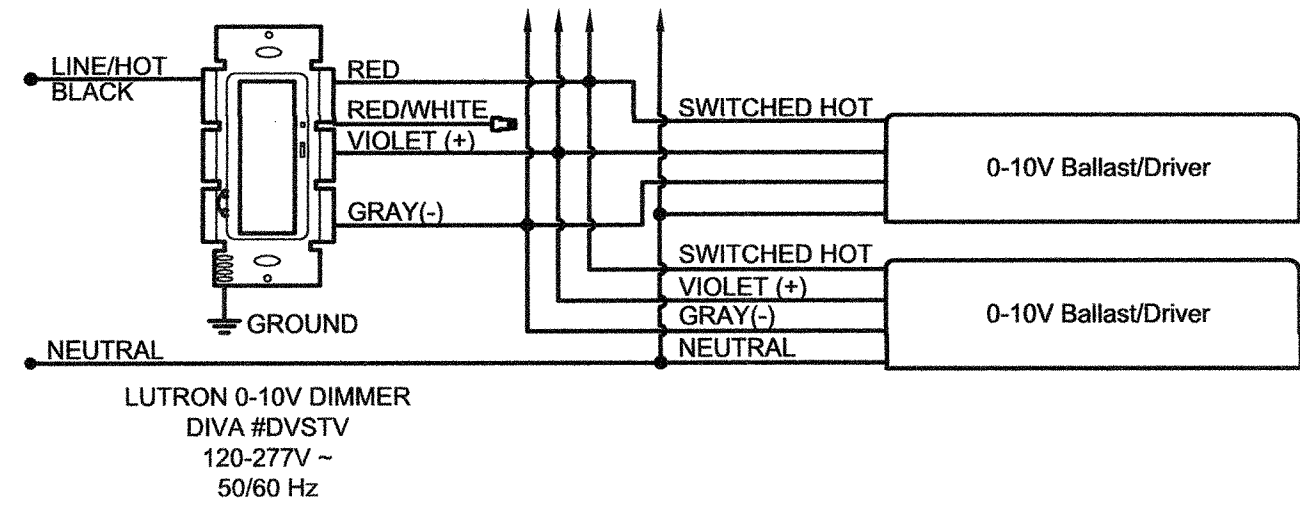 LINE/HOT
BLACK
RED
RED/WHITE
VIOLET (+)
GRAY(-)
GROUND
NEUTRAL
SWITCHED HOT
0-10V Ballast/Driver
SWITCHED HOT
VIOLET (+)
GRAY(-)
NEUTRAL
0-10V Ballast/Driver
LUTRON 0-10V DIMMER
DIVA #DVSTV
120-277V ~
50/60 Hz